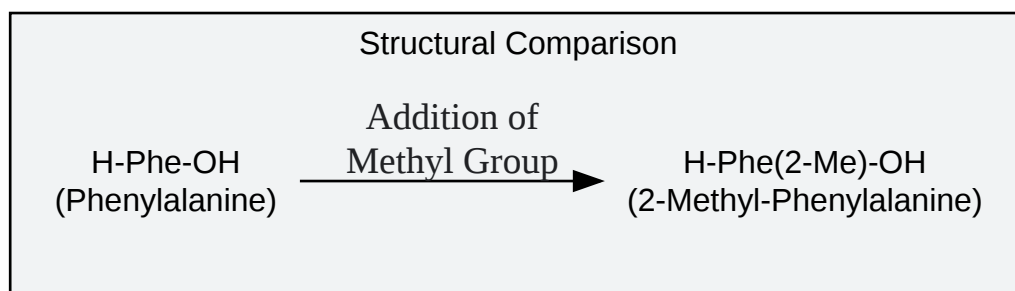 Structural Comparison
Addition of
Methyl Group
H-Phe-OH
(Phenylalanine)
H-Phe(2-Me)-OH
(2-Methyl-Phenylalanine)